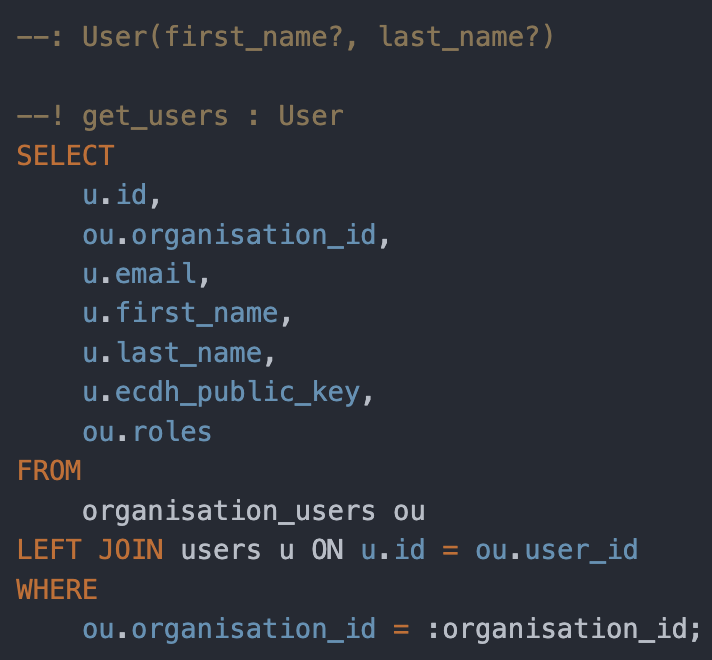 --: User(first_name?, last_name?)

--! get_users : User
SELECT
    u.id,
    ou.organisation_id,
    u.email,
    u.first_name,
    u.last_name,
    u.ecdh_public_key,
    ou.roles
FROM
    organisation_users ou
LEFT JOIN users u ON u.id = ou.user_id
WHERE
    ou.organisation_id = :organisation_id;